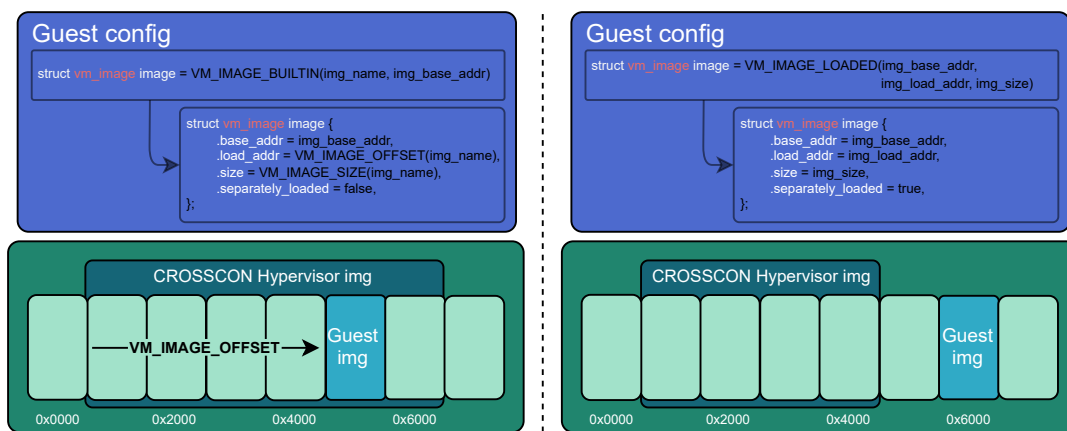 Guest config
struct vm_image image = VM_IMAGE_BUILTIN(img_name, img_base_addr)
struct vm_image image {
.base_addr = img_base_addr,
.load_addr = VM_IMAGE_OFFSET(img_name),
.size = VM_IMAGE_SIZE(img_name),
.separately_loaded = false,
};
CROSSCON Hypervisor img
VM_IMAGE_OFFSET
Guest
img
0x0000 0x2000 0x4000 0x6000
Guest config
struct vm_image image = VM_IMAGE_LOADED(img_base_addr,
img_load_addr, img_size)
struct vm_image image {
.base_addr = img_base_addr,
.load_addr = img_load_addr,
.size = img_size,
.separately_loaded = true,
};
CROSSCON Hypervisor img
Guest
img
0x0000 0x2000 0x4000 0x6000